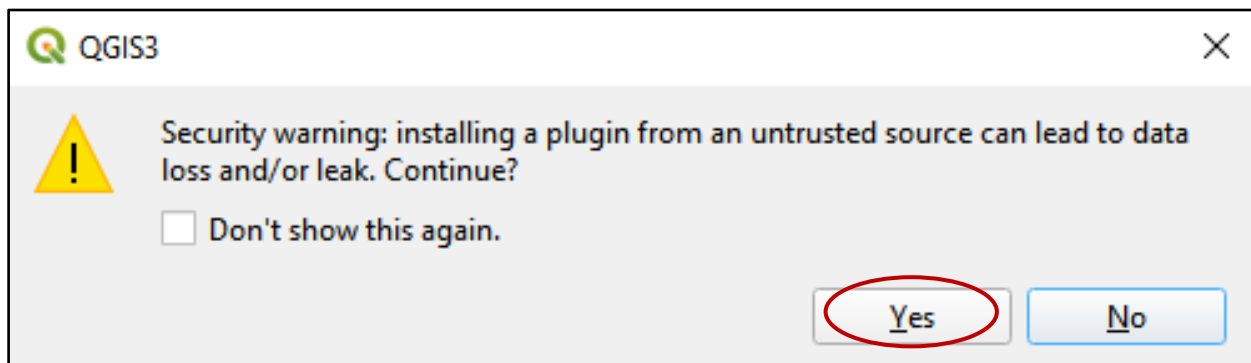 QGIS3
Security warning: installing a plugin from an untrusted source can lead to data
loss and/or leak. Continue?
Don't show this again.
Yes No